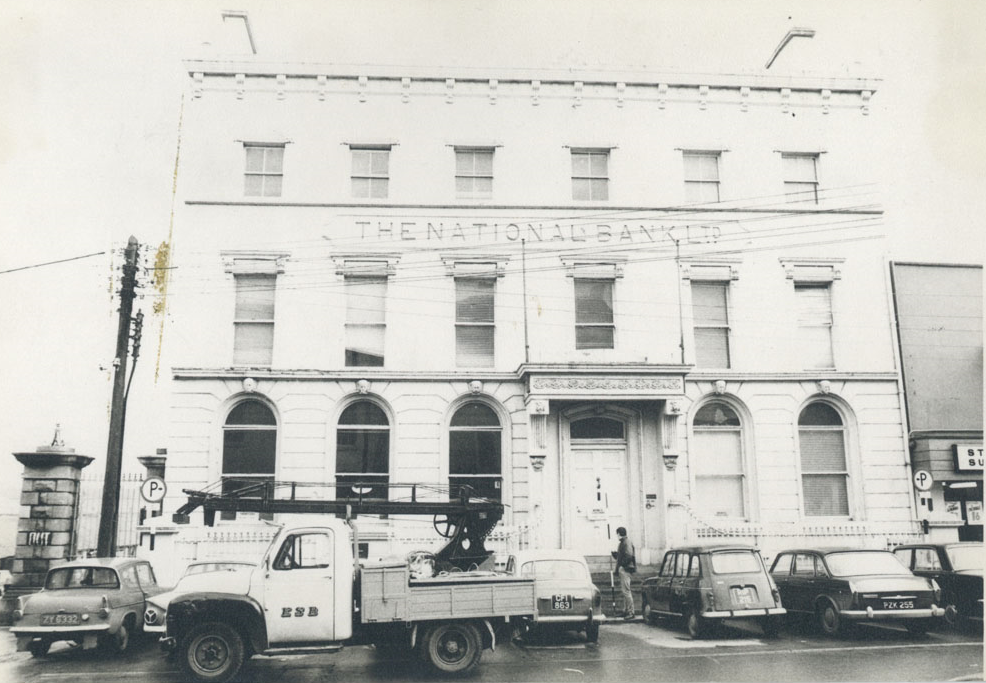 THE NATIONAL BANK LTD
P
P
ST
SU
ESB
ZY 6332
CPI
863
PZK 255